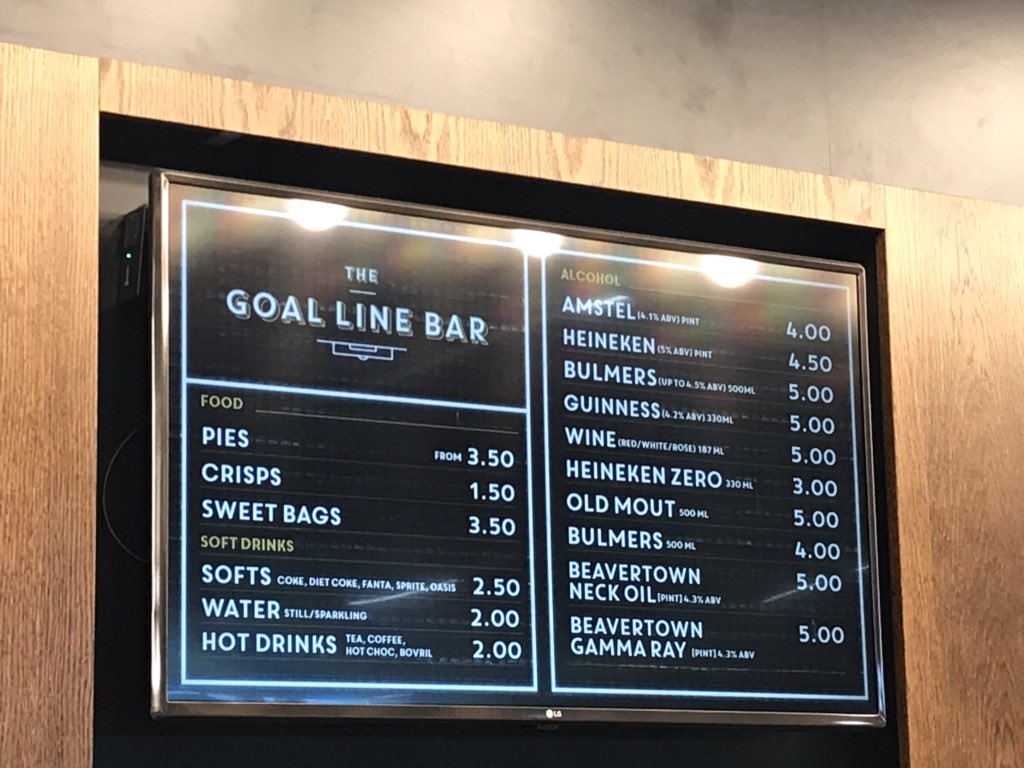 THE
GOAL LINE BAR
FOOD
PIES FROM 3.50
CRISPS 1.50
SWEET BAGS 3.50
SOFT DRINKS
SOFTS COKE, DIET COKE, FANTA, SPRITE, OASIS 2.50
WATER STILL/SPARKLING 2.00
HOT DRINKS TEA, COFFEE, HOT CHOC, BOVRIL 2.00
ALCOHOL
AMSTEL (4.1% ABV) PINT 4.00
HEINEKEN (5% ABV) PINT 4.50
BULMERS (UP TO 4.5% ABV) 500ML 5.00
GUINNESS (4.2% ABV) 330ML 5.00
WINE (RED/WHITE/ROSE) 187 ML 5.00
HEINEKEN ZERO 330 ML 3.00
OLD MOUT 500 ML 5.00
BULMERS 500 ML 4.00
BEAVERTOWN 5.00
NECK OIL [PINT] 4.3% ABV
BEAVERTOWN 5.00
GAMMA RAY [PINT] 4.3% ABV
LG